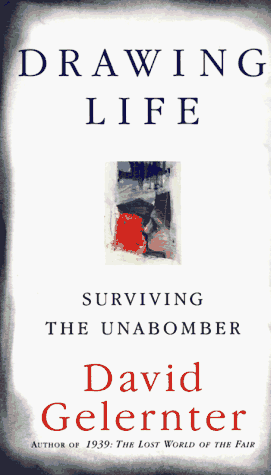 DRAWING
LIFE
SURVIVING
THE UNABOMBER
David
Gelernter
AUTHOR OF 1939: THE LOST WORLD OF THE FAIR